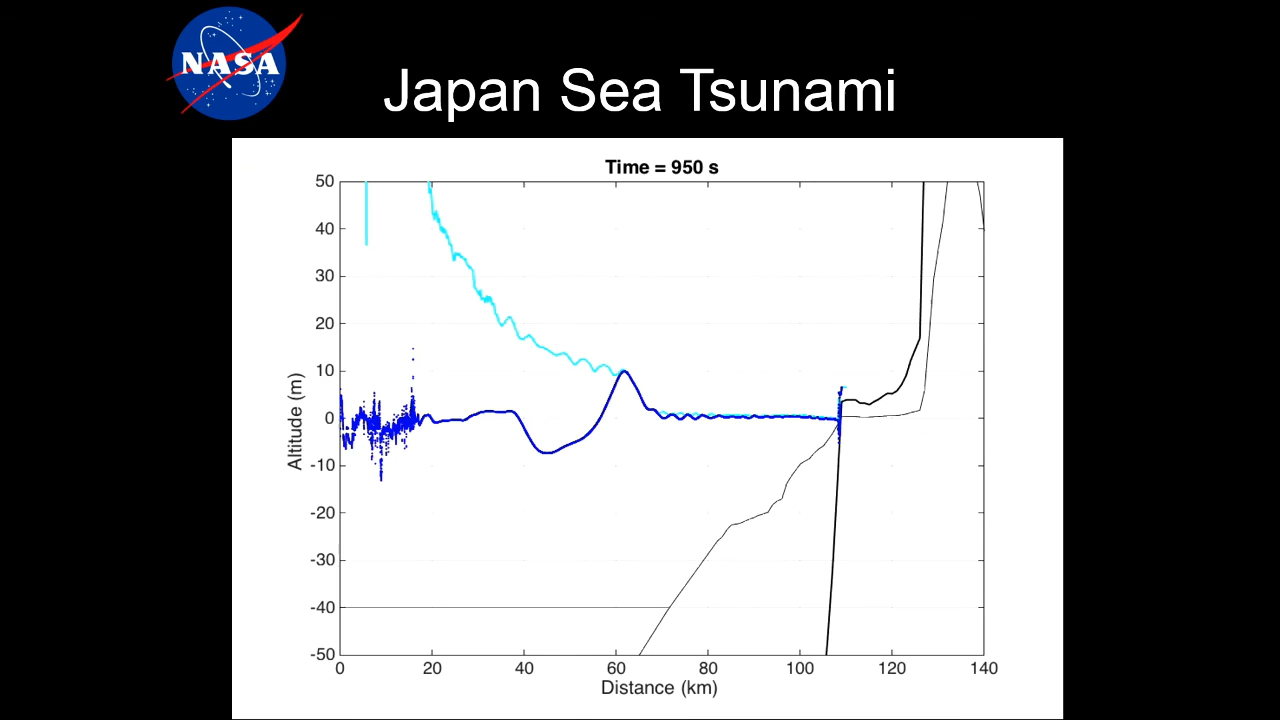 NASA
Japan Sea Tsunami
Time = 950 s
50
40
30
20
10
0
-10
-20
-30
-40
-50
Altitude (m)
0 20 40 60 80 100 120 140
Distance (km)